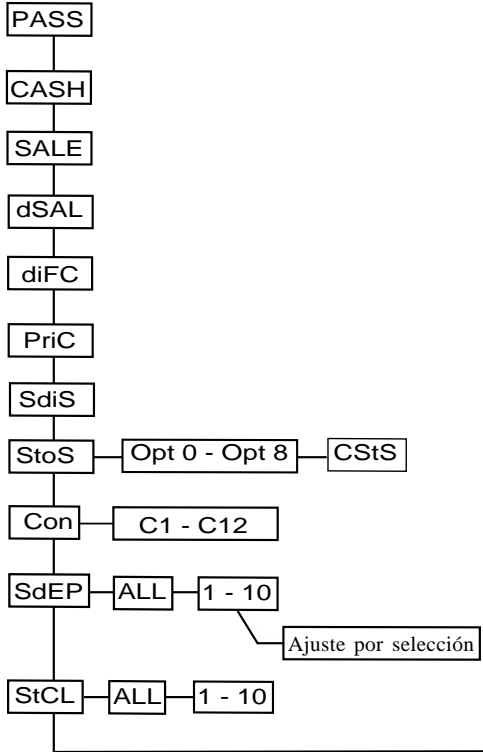 PASS
CASH
SALE
dSAL
diFC
PriC
SdiS
StoS Opt 0 - Opt 8 CStS
Con C1 - C12
SdEP ALL 1 - 10
Ajuste por selección
StCL ALL 1 - 10